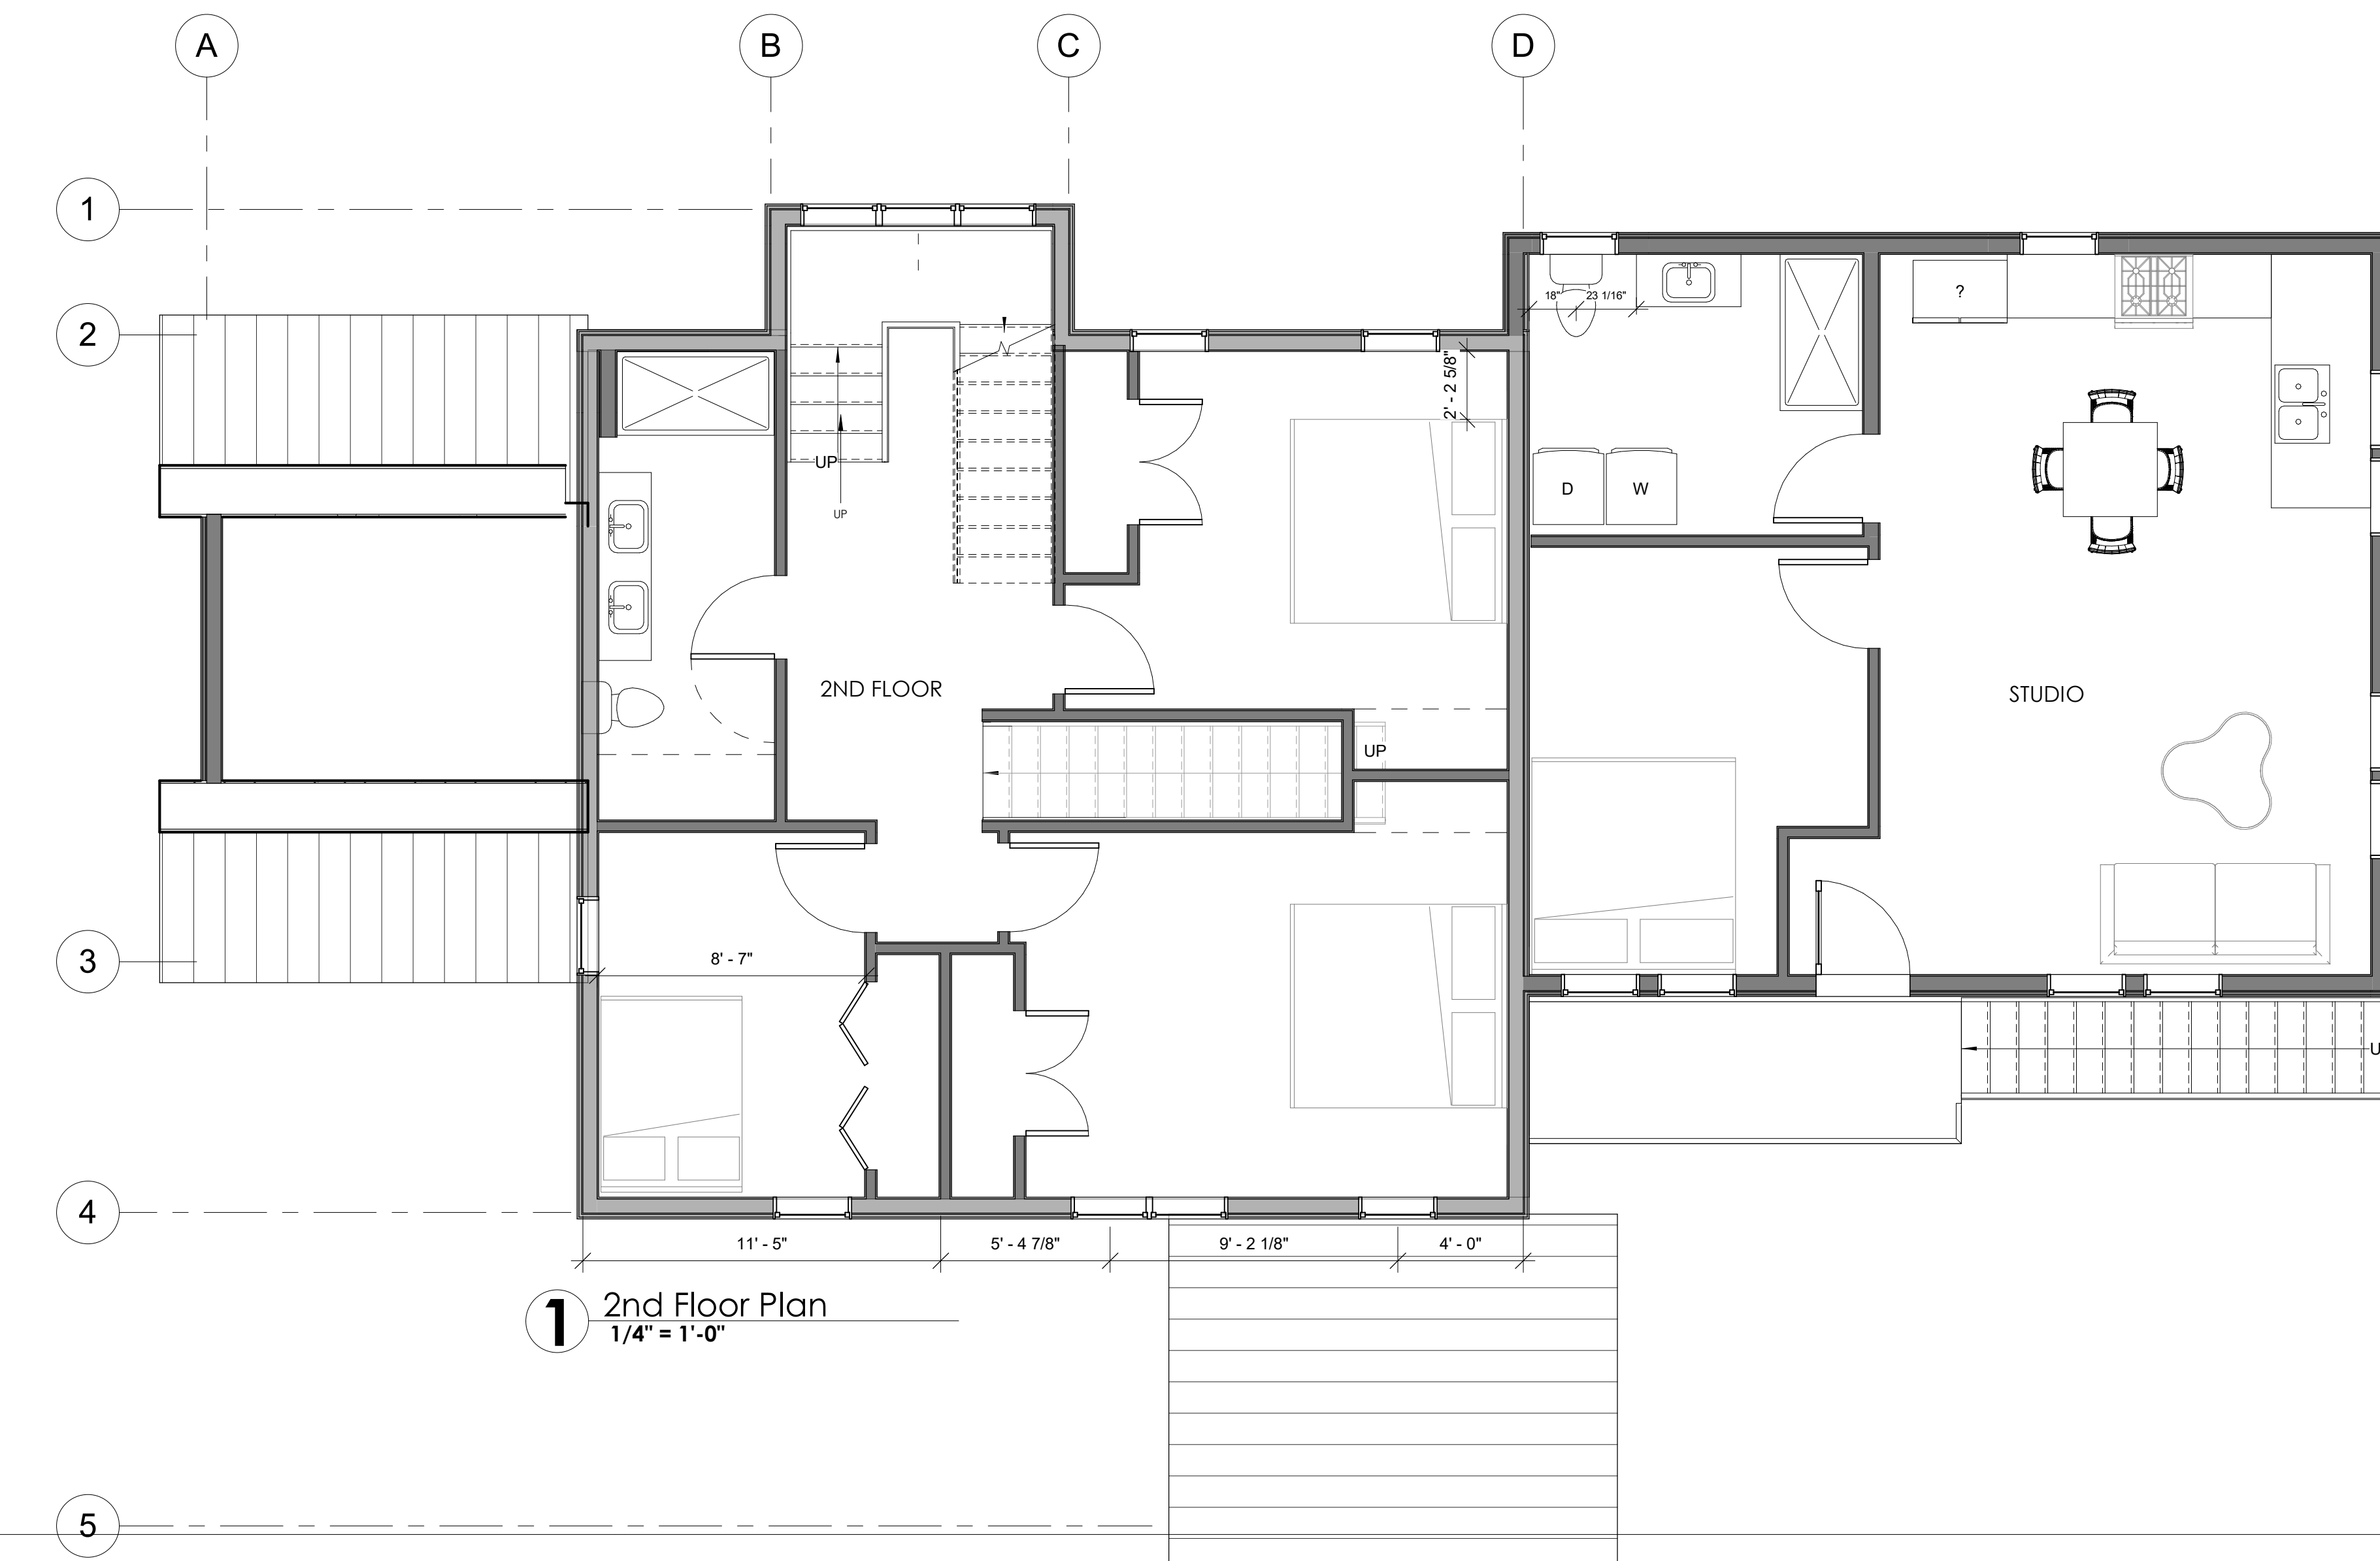 A
B
C
D
1
2
3
4
5
18"
23 1/16"
?
2' - 2 5/8"
UP
UP
D
W
2ND FLOOR
STUDIO
UP
8' - 7"
11' - 5"
5' - 4 7/8"
9' - 2 1/8"
4' - 0"
1
2nd Floor Plan
1/4" = 1'-0"